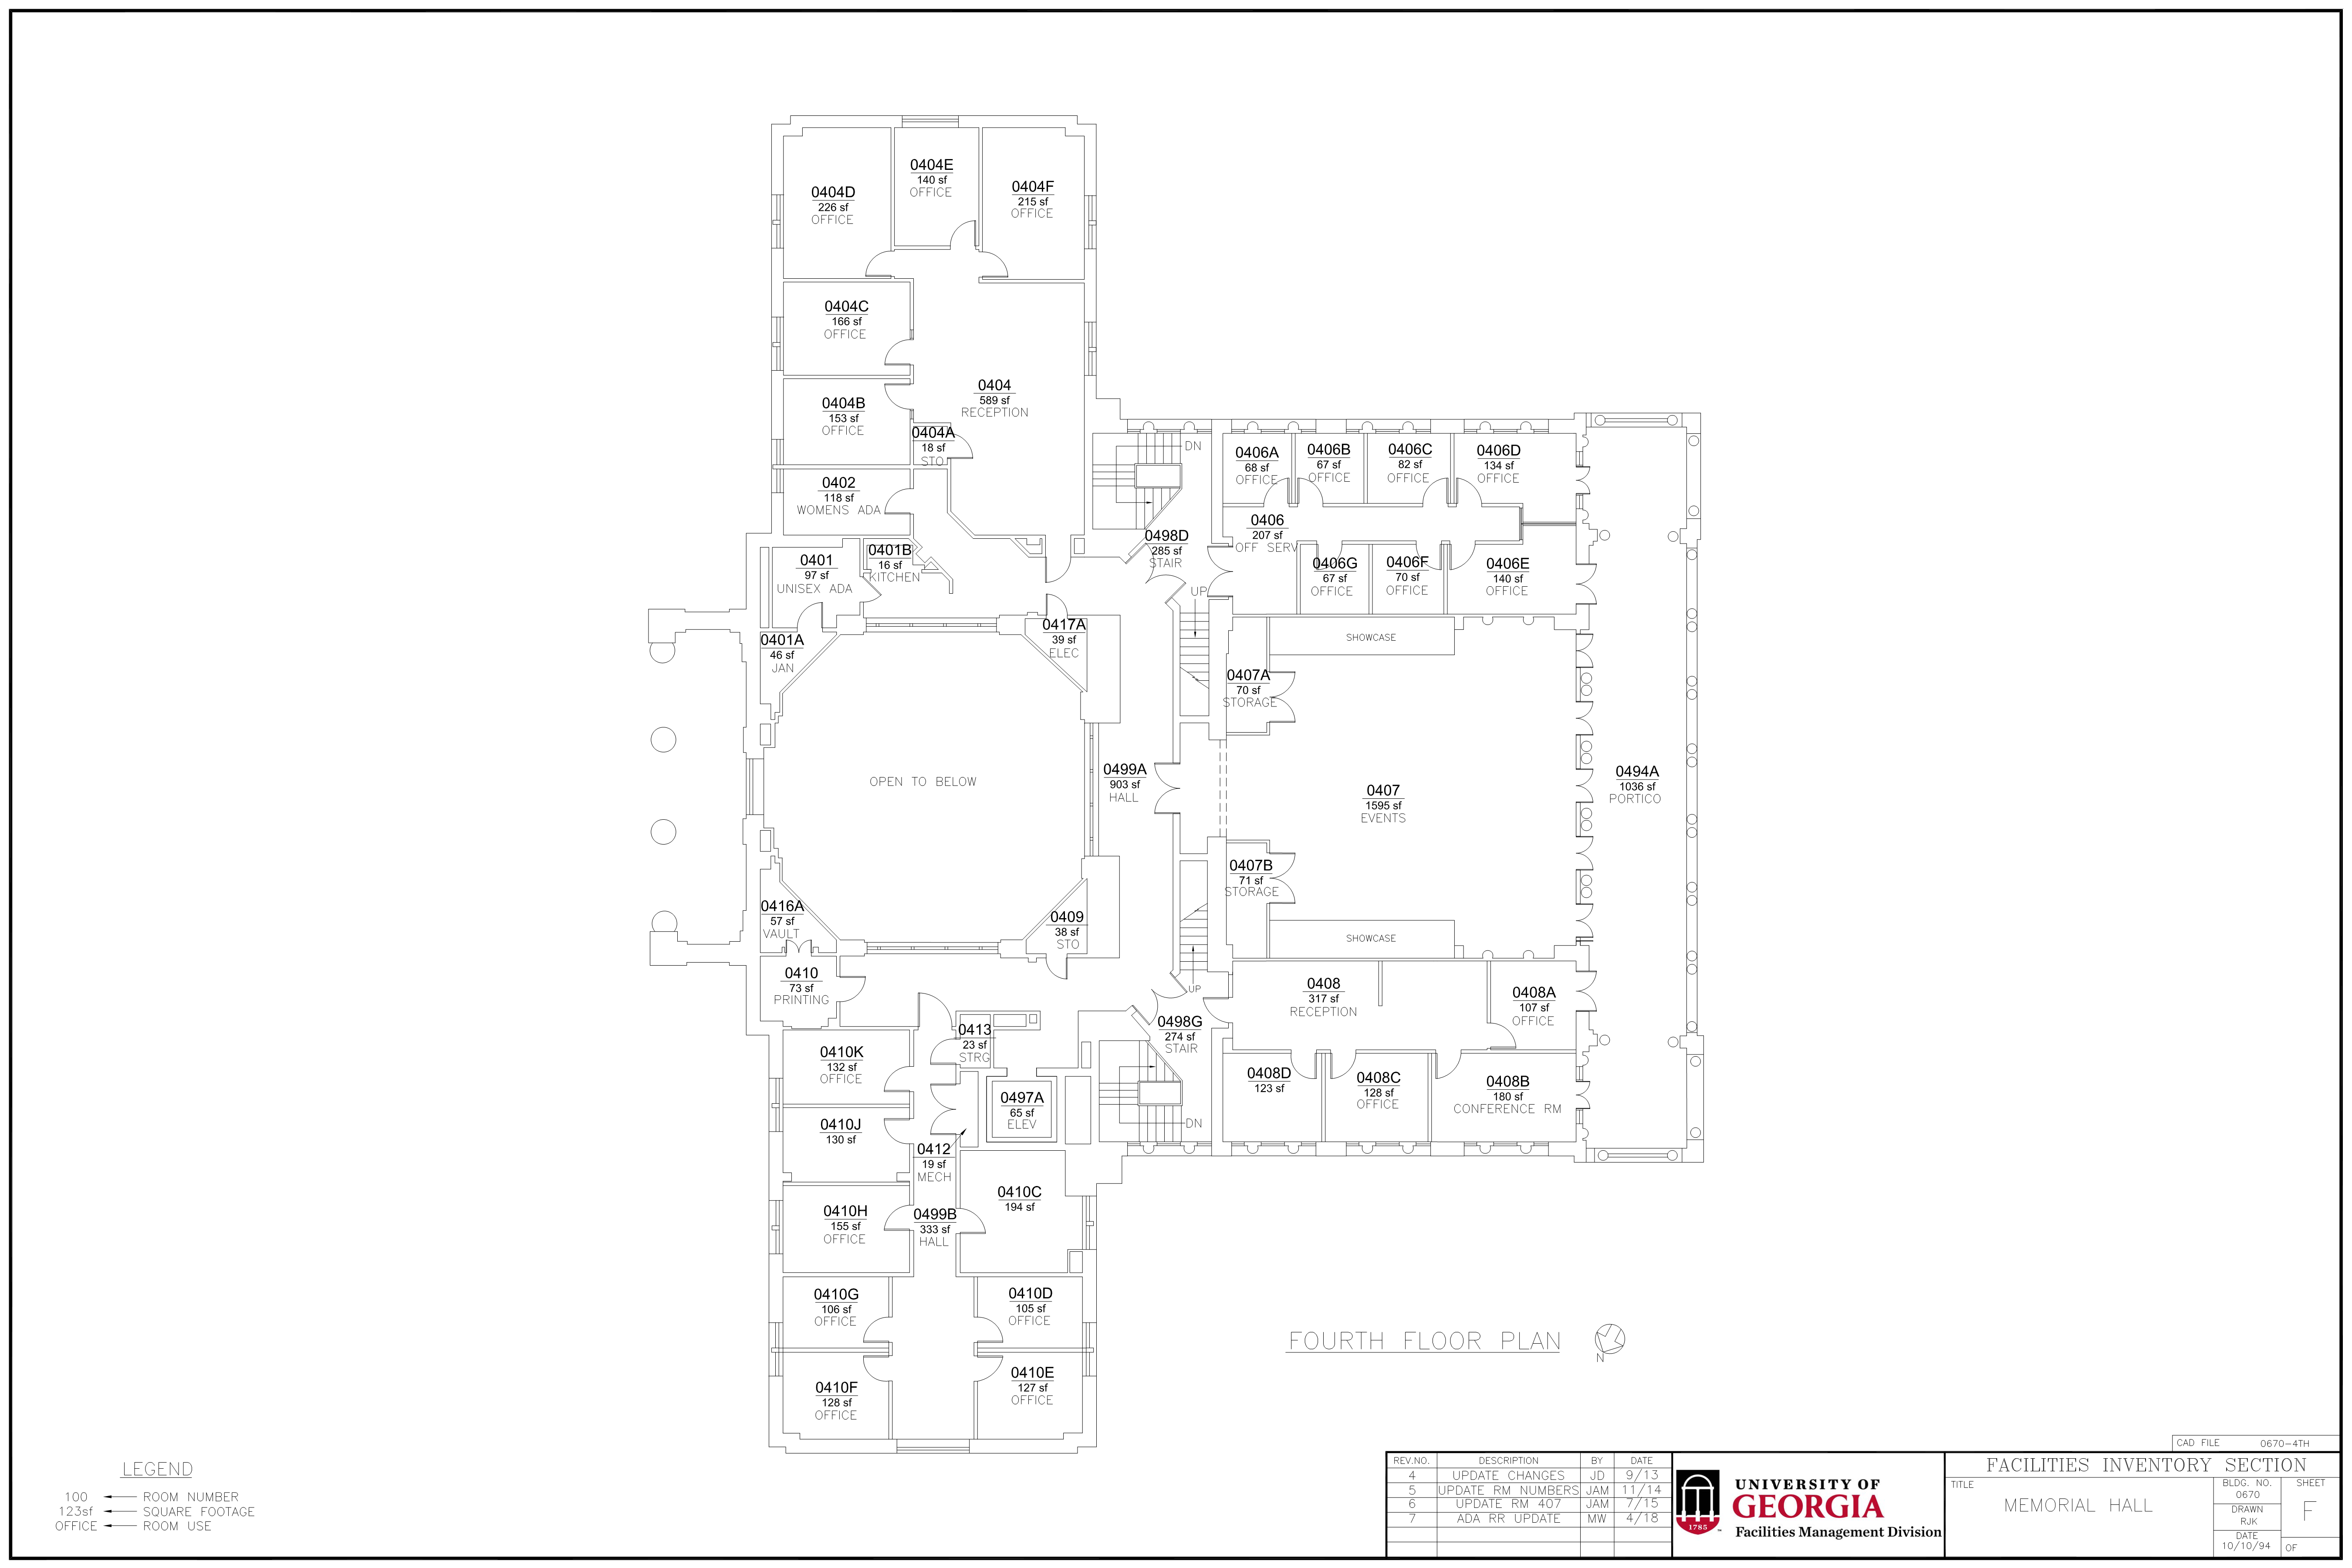 0404E
140 sf
OFFICE
0404D
226 sf
OFFICE
0404F
215 sf
OFFICE
0404C
166 sf
OFFICE
0404
589 sf
RECEPTION
0404B
153 sf
OFFICE
0404A
18 sf
STO
0402
118 sf
WOMENS ADA
0401
97 sf
UNISEX ADA
0401B
16 sf
KITCHEN
0401A
46 sf
JAN
0417A
39 sf
ELEC
DN
0498D
285 sf
STAIR
UP
0406A
68 sf
OFFICE
0406B
67 sf
OFFICE
0406C
82 sf
OFFICE
0406D
134 sf
OFFICE
0406
207 sf
OFF SERV
0406G
67 sf
OFFICE
0406F
70 sf
OFFICE
0406E
140 sf
OFFICE
SHOWCASE
0407A
70 sf
STORAGE
OPEN TO BELOW
0499A
903 sf
HALL
0407
1595 sf
EVENTS
0494A
1036 sf
PORTICO
0407B
71 sf
STORAGE
SHOWCASE
0416A
57 sf
VAULT
0409
38 sf
STO
0410
73 sf
PRINTING
UP
0498G
274 sf
STAIR
DN
0408
317 sf
RECEPTION
0408A
107 sf
OFFICE
0408D
123 sf
0408C
128 sf
OFFICE
0408B
180 sf
CONFERENCE RM
0413
23 sf
STRG
0410K
132 sf
OFFICE
0497A
65 sf
ELEV
0410J
130 sf
0412
19 sf
MECH
0410C
194 sf
0410H
155 sf
OFFICE
0499B
333 sf
HALL
0410G
106 sf
OFFICE
0410D
105 sf
OFFICE
0410F
128 sf
OFFICE
0410E
127 sf
OFFICE
FOURTH FLOOR PLAN
N
LEGEND
100 ROOM NUMBER
123sf SQUARE FOOTAGE
OFFICE ROOM USE
REV.NO. DESCRIPTION BY DATE
4 UPDATE CHANGES JD 9/13
5 UPDATE RM NUMBERS JAM 11/14
6 UPDATE RM 407 JAM 7/15
7 ADA RR UPDATE MW 4/18
1785
UNIVERSITY OF
GEORGIA
Facilities Management Division
CAD FILE 0670-4TH
FACILITIES INVENTORY SECTION
TITLE
MEMORIAL HALL
BLDG. NO.
0670
DRAWN
RJK
DATE
10/10/94
SHEET
F
OF